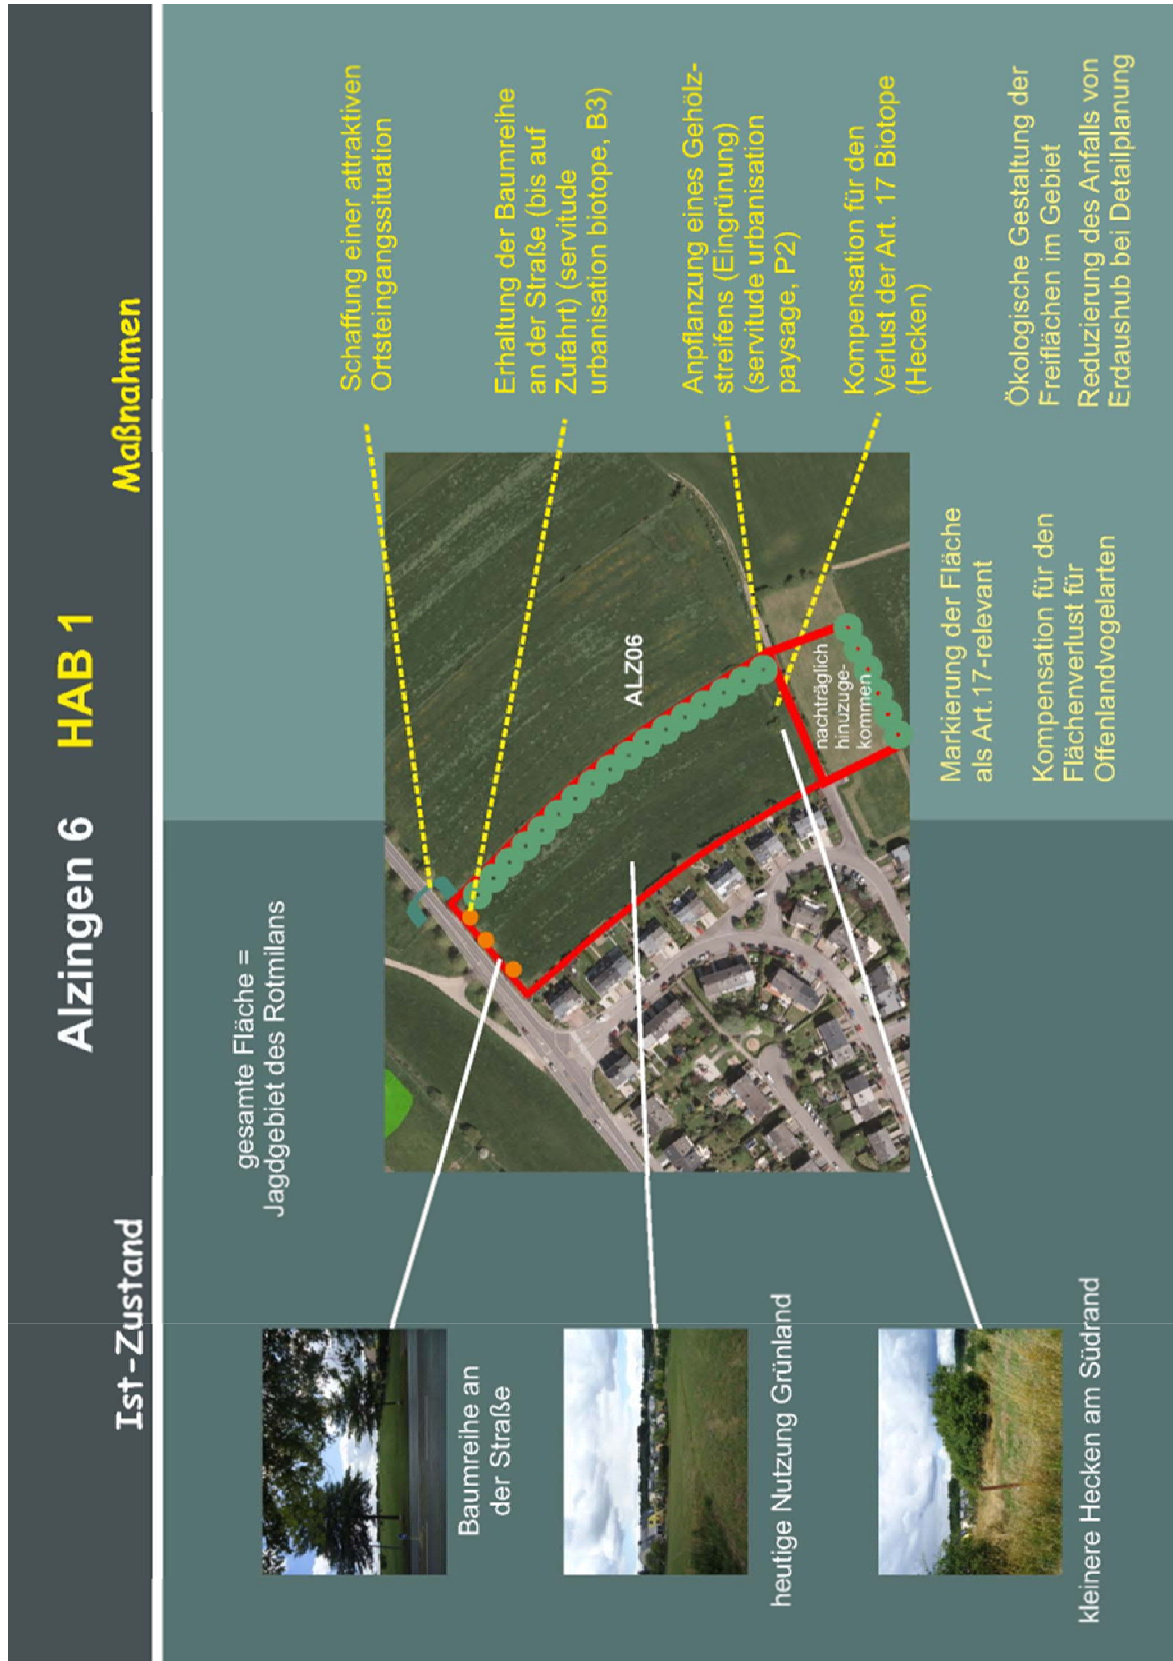 Alzingen 6 HAB 1
Ist-Zustand
Maßnahmen
gesamte Fläche =
Jagdgebiet des Rotmilans
Baumreihe an
der Straße
heutige Nutzung Grünland
kleinere Hecken am Südrand
ALZ06
nachträglich
hinzuge-
kommen
Schaffung einer attraktiven
Ortsteingangssituation
Erhaltung der Baumreihe
an der Straße (bis auf
Zufahrt) (servitude
urbanisation biotope, B3)
Anpflanzung eines Gehölz-
streifens (Eingrünung)
(servitude urbanisation
paysage, P2)
Kompensation für den
Verlust der Art. 17 Biotope
(Hecken)
Markierung der Fläche
als Art.17-relevant
Kompensation für den
Flächenverlust für
Offenlandvogelarten
Ökologische Gestaltung der
Freiflächen im Gebiet
Reduzierung des Anfalls von
Erdaushub bei Detailplanung